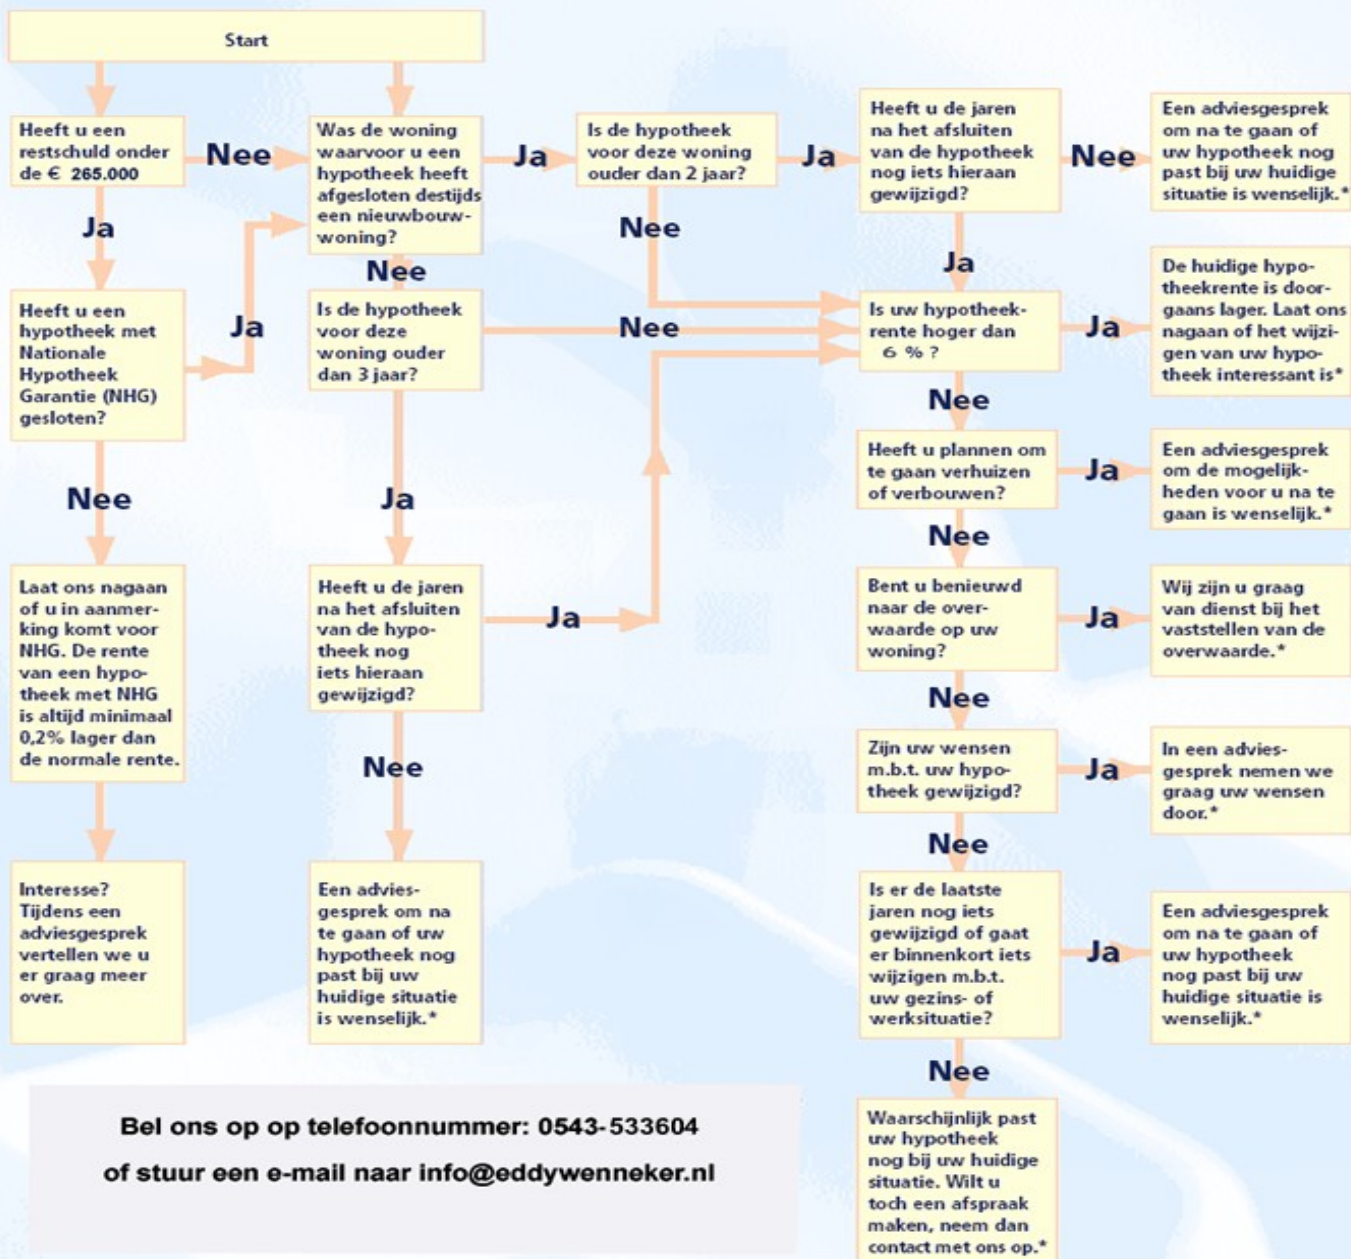 Start
Heeft u een
restschuld onder
de € 265.000
Nee
Was de woning
waarvoor u een
hypotheek heeft
afgesloten destijds
een nieuwbouw-
woning?
Ja
Is de hypotheek
voor deze woning
ouder dan 2 jaar?
Ja
Heeft u de jaren
na het afsluiten
van de hypotheek
nog iets hieraan
gewijzigd?
Nee
Een adviesgesprek
om na te gaan of
uw hypotheek nog
past bij uw huidige
situatie is wenselijk.*
Ja
Nee
Nee
Ja
Heeft u een
hypotheek met
Nationale
Hypotheek
Garantie (NHG)
gesloten?
Ja
Is de hypotheek
voor deze
woning ouder
dan 3 jaar?
Nee
Is uw hypotheek-
rente hoger dan
6 % ?
Ja
De huidige hypo-
theekrente is door-
gaans lager. Laat ons
nagaan of het wijzi-
gen van uw hypo-
theek interessant is*
Nee
Heeft u plannen om
te gaan verhuizen
of verbouwen?
Ja
Een adviesgesprek
om de mogelijk-
heden voor u na te
gaan is wenselijk.*
Nee
Ja
Nee
Laat ons nagaan
of u in aanmer-
king komt voor
NHG. De rente
van een hypo-
theek met NHG
is altijd minimaal
0,2% lager dan
de normale rente.
Heeft u de jaren
na het afsluiten
van de hypo-
theek nog
iets hieraan
gewijzigd?
Ja
Bent u benieuwd
naar de over-
waarde op uw
woning?
Ja
Wij zijn u graag
van dienst bij het
vaststellen van de
overwaarde.*
Nee
Nee
Zijn uw wensen
m.b.t. uw hypo-
theek gewijzigd?
Ja
In een advies-
gesprek nemen we
graag uw wensen
door.*
Nee
Interesse?
Tijdens een
adviesgesprek
vertellen we u
er graag meer
over.
Een advies-
gesprek om na
te gaan of uw
hypotheek nog
past bij uw
huidige situatie
is wenselijk.*
Is er de laatste
jaren nog iets
gewijzigd of gaat
er binnenkort iets
wijzigen m.b.t.
uw gezins- of
werksituatie?
Ja
Een adviesgesprek
om na te gaan of
uw hypotheek
nog past bij uw
huidige situatie is
wenselijk.*
Nee
Waarschijnlijk past
uw hypotheek
nog bij uw huidige
situatie. Wilt u
toch een afspraak
maken, neem dan
contact met ons op.*
Bel ons op op telefoonnummer: 0543-533604
of stuur een e-mail naar info@eddywenneker.nl